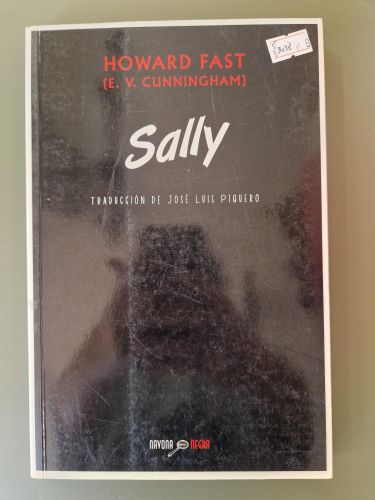 HOWARD FAST
(E. V. CUNNINGHAM)
Sally
TRADUCCIÓN DE JOSÉ LUIS PIQUERO
NAVONA NEGRA